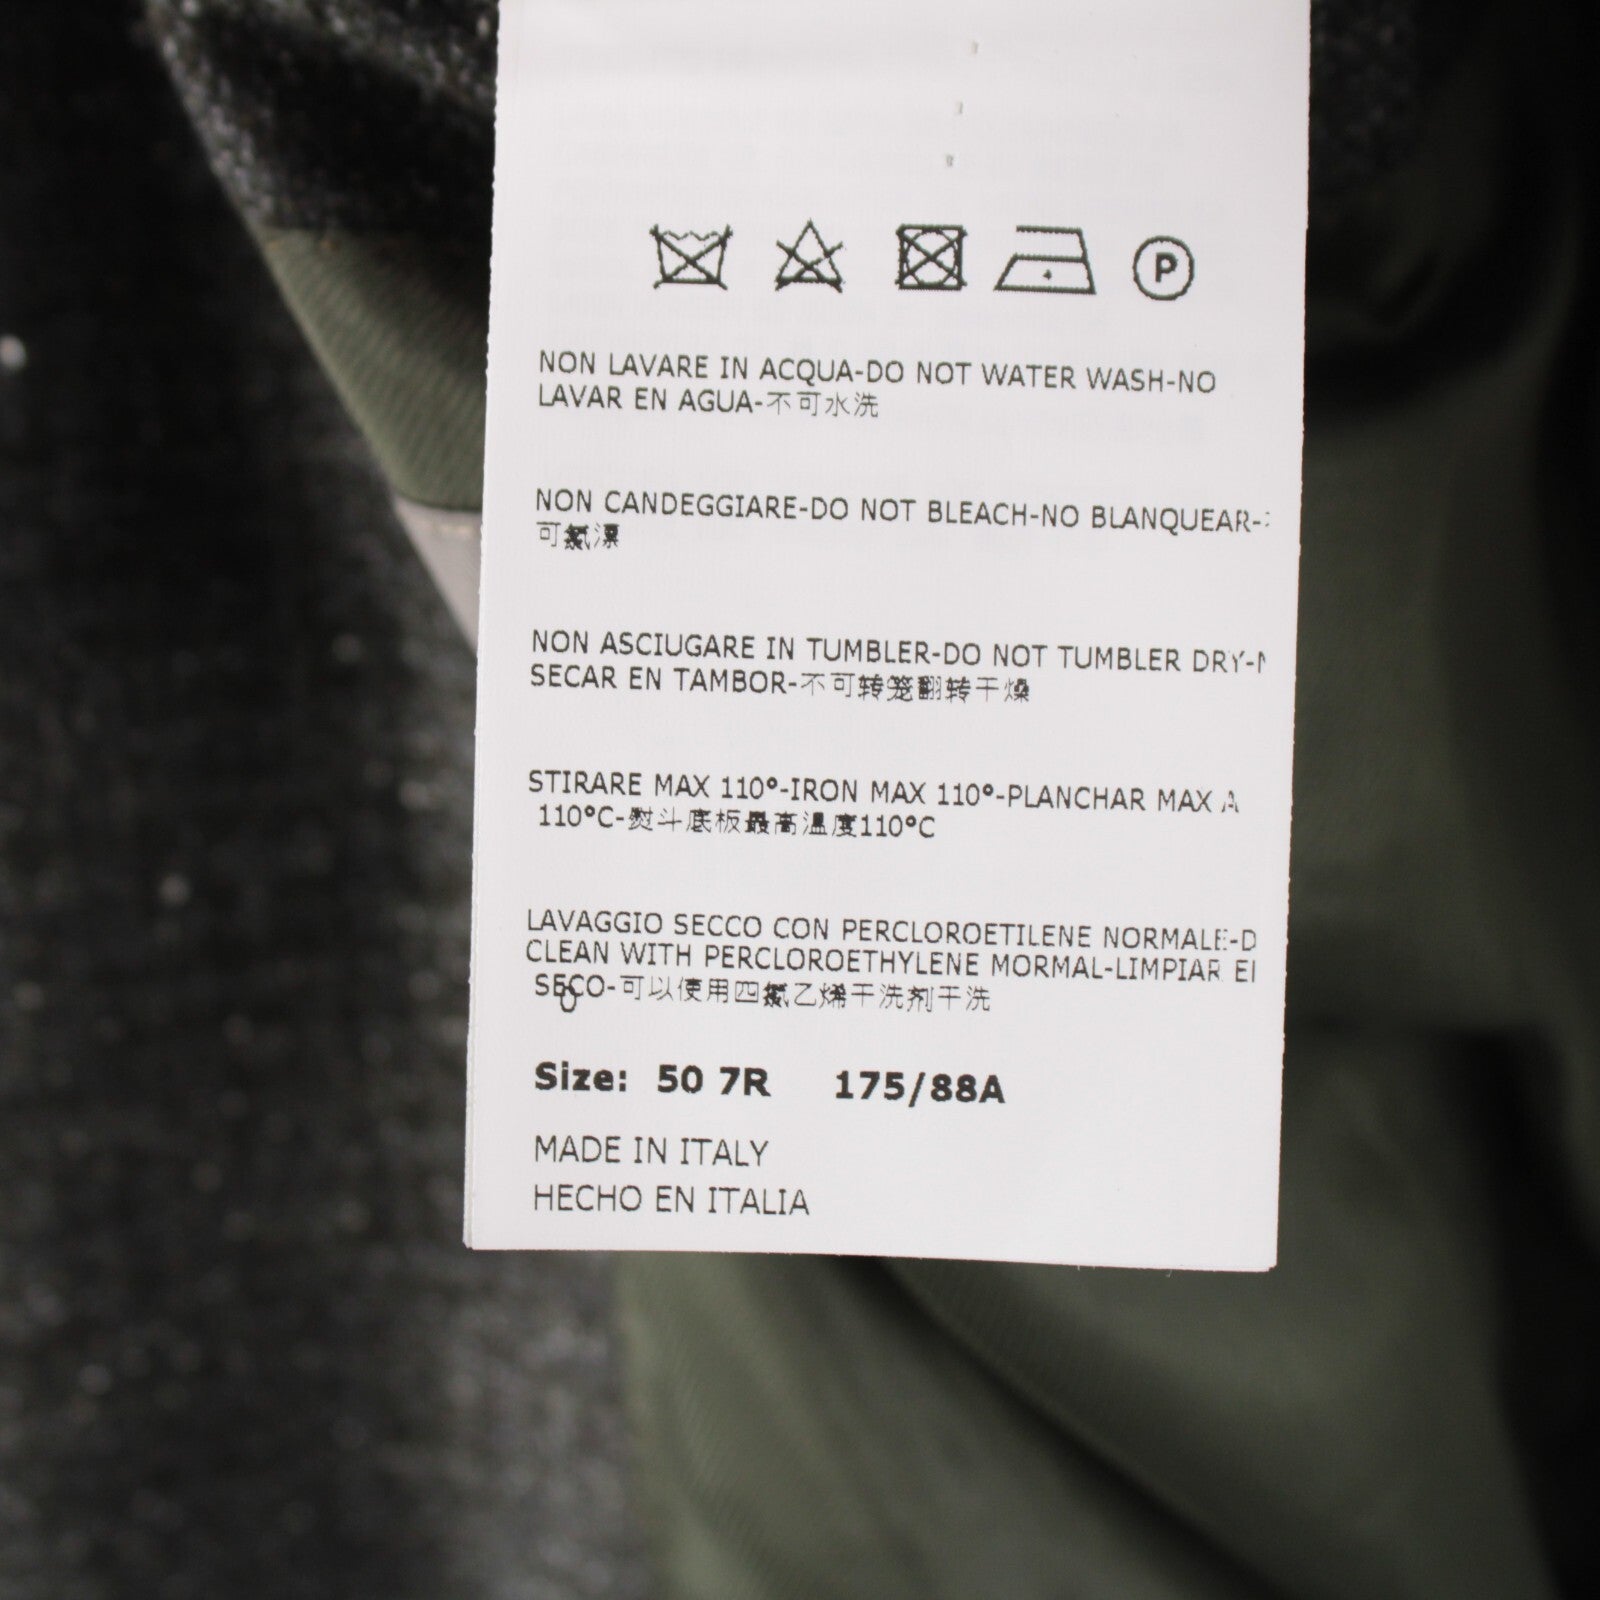 P
NON LAVARE IN ACQUA-DO NOT WATER WASH-NO
LAVAR EN AGUA-不可水洗
NON CANDEGGIARE-DO NOT BLEACH-NO BLANQUEAR-
可氯漂
NON ASCIUGARE IN TUMBLER-DO NOT TUMBLER DRY-
SECAR EN TAMBOR-不可转笼翻转干燥
STIRARE MAX 110°-IRON MAX 110°-PLANCHAR MAX A
110°C-熨斗底板最高温度110°C
LAVAGGIO SECCO CON PERCLOROETILENE NORMALE-D
CLEAN WITH PERCLOROETHYLENE MORMAL-LIMPIAR
SECO-可以使用四氯乙烯干洗剂干洗
Size: 50 7R 175/88A
MADE IN ITALY
HECHO EN ITALIA